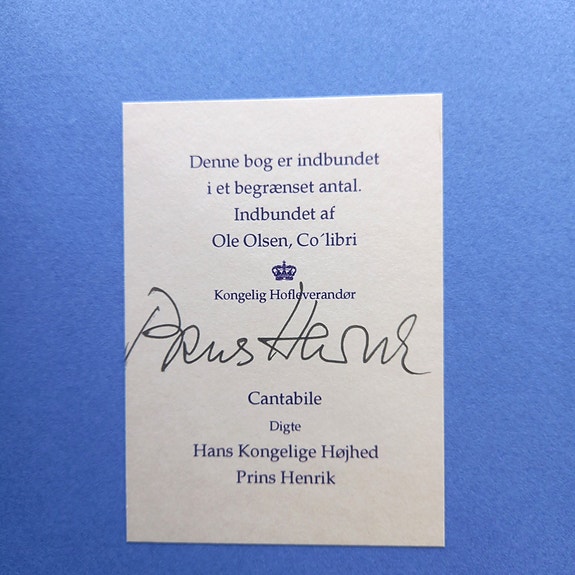 Denne bog er indbundet
i et begrænset antal.
Indbundet af
Ole Olsen, Co´libri
Kongelig Hofleverandør
Prins Henrik
Cantabile
Digte
Hans Kongelige Højhed
Prins Henrik